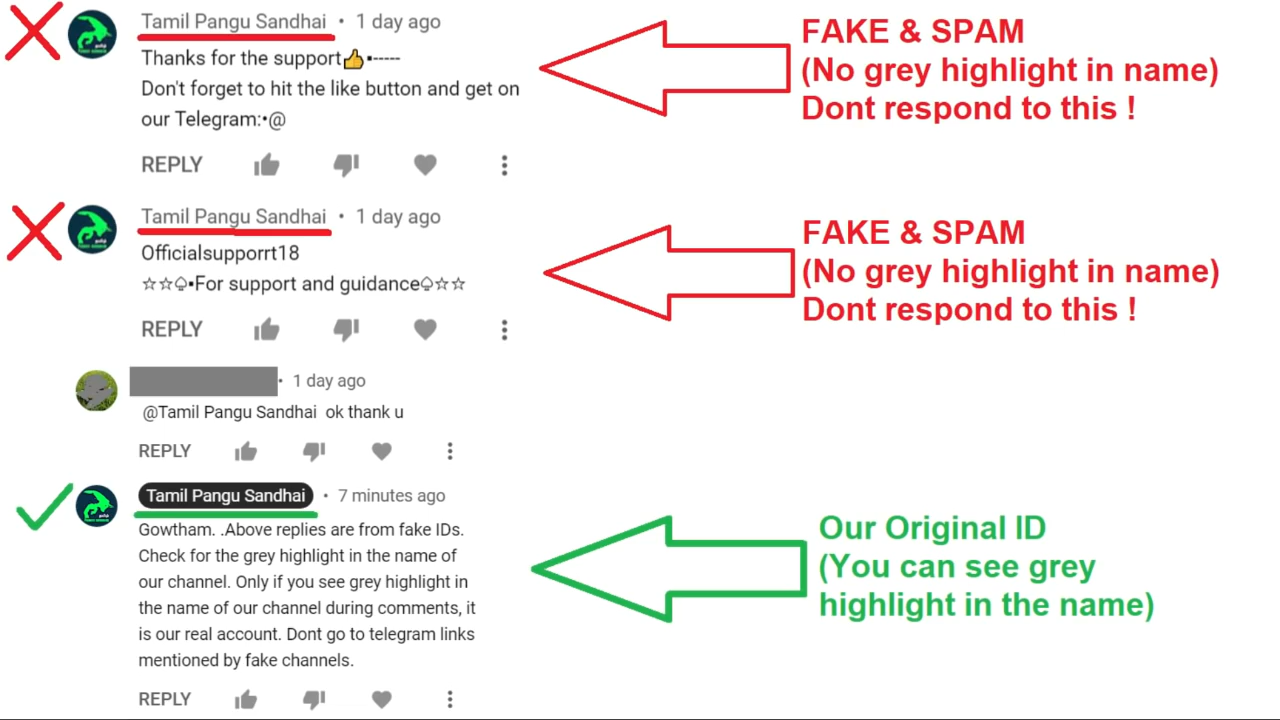 Tamil Pangu Sandhai • 1 day ago
Thanks for the support👍▪-----
Don't forget to hit the like button and get on
our Telegram:•@
REPLY
FAKE & SPAM
(No grey highlight in name)
Dont respond to this !
Tamil Pangu Sandhai • 1 day ago
Officialsupporrt18
☆☆♤▪For support and guidance♤☆☆
REPLY
FAKE & SPAM
(No grey highlight in name)
Dont respond to this !
• 1 day ago
@Tamil Pangu Sandhai ok thank u
REPLY
Tamil Pangu Sandhai • 7 minutes ago
Gowtham. .Above replies are from fake IDs.
Check for the grey highlight in the name of
our channel. Only if you see grey highlight in
the name of our channel during comments, it
is our real account. Dont go to telegram links
mentioned by fake channels.
REPLY
Our Original ID
(You can see grey
highlight in the name)